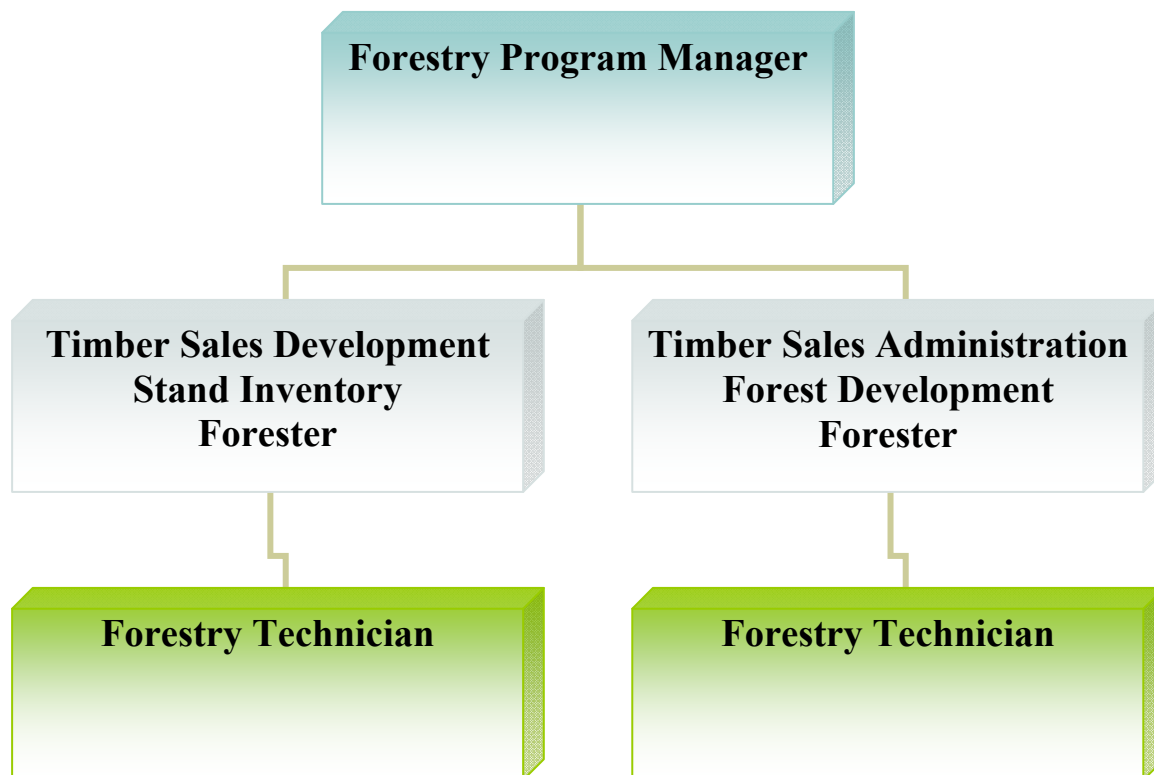 Forestry Program Manager
Timber Sales Development
Stand Inventory
Forester
Timber Sales Administration
Forest Development
Forester
Forestry Technician
Forestry Technician